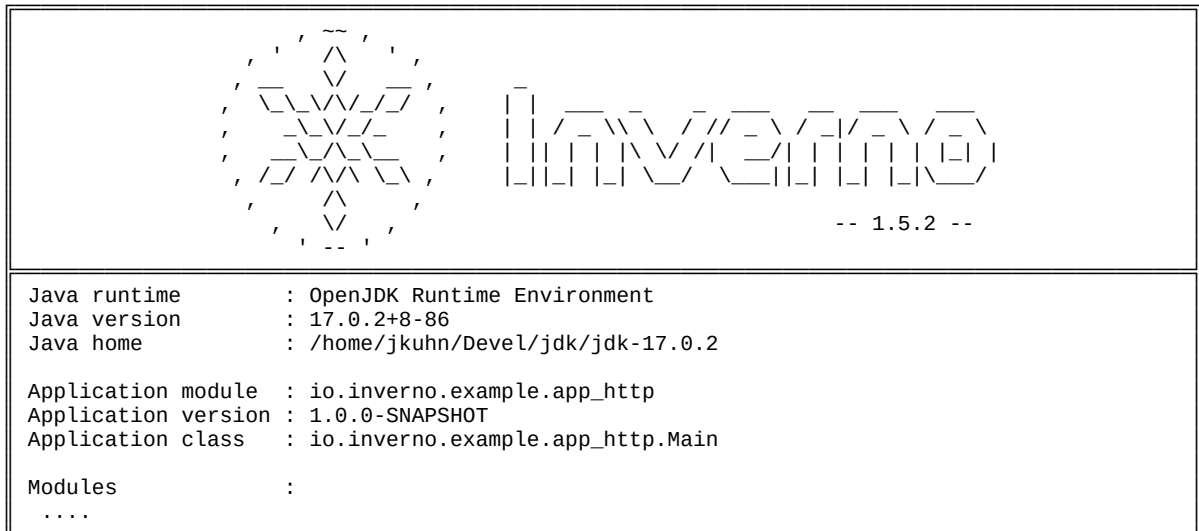 Inverno
-- 1.5.2 --
Java runtime : OpenJDK Runtime Environment
Java version : 17.0.2+8-86
Java home : /home/jkuhn/Devel/jdk/jdk-17.0.2
Application module : io.inverno.example.app_http
Application version : 1.0.0-SNAPSHOT
Application class : io.inverno.example.app_http.Main
Modules :
....